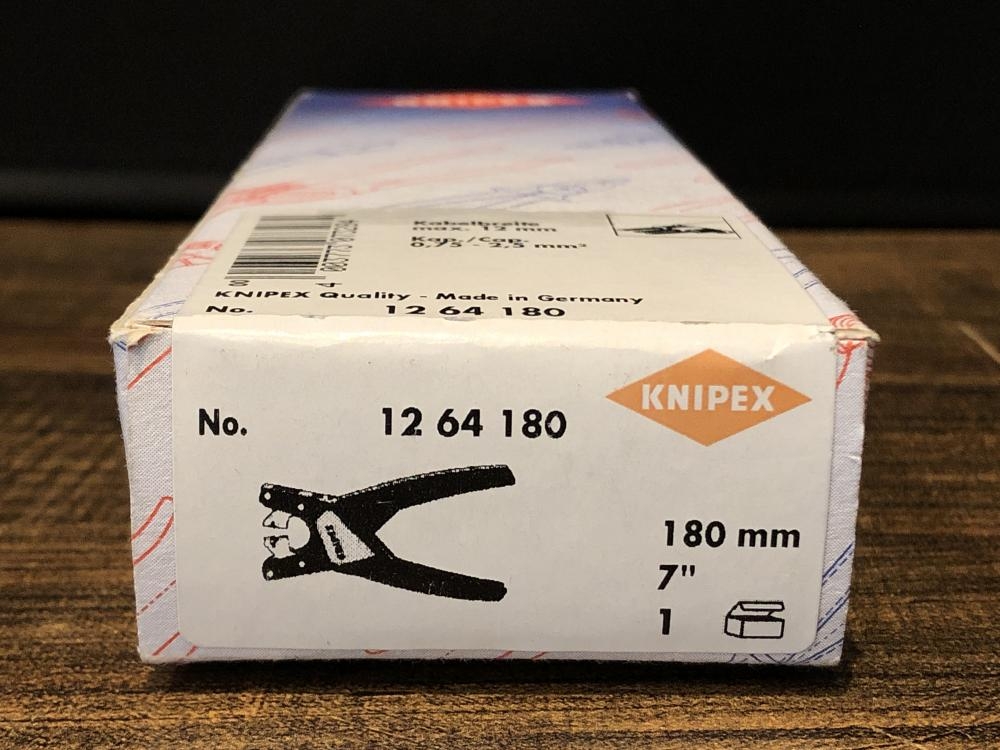 KNIPEX
Kabelbreite
max. 12 mm
Kap./Cap.
0,75 - 2,5 mm²
KNIPEX Quality - Made in Germany
No. 12 64 180
No. 12 64 180
KNIPEX
180 mm
7"
1